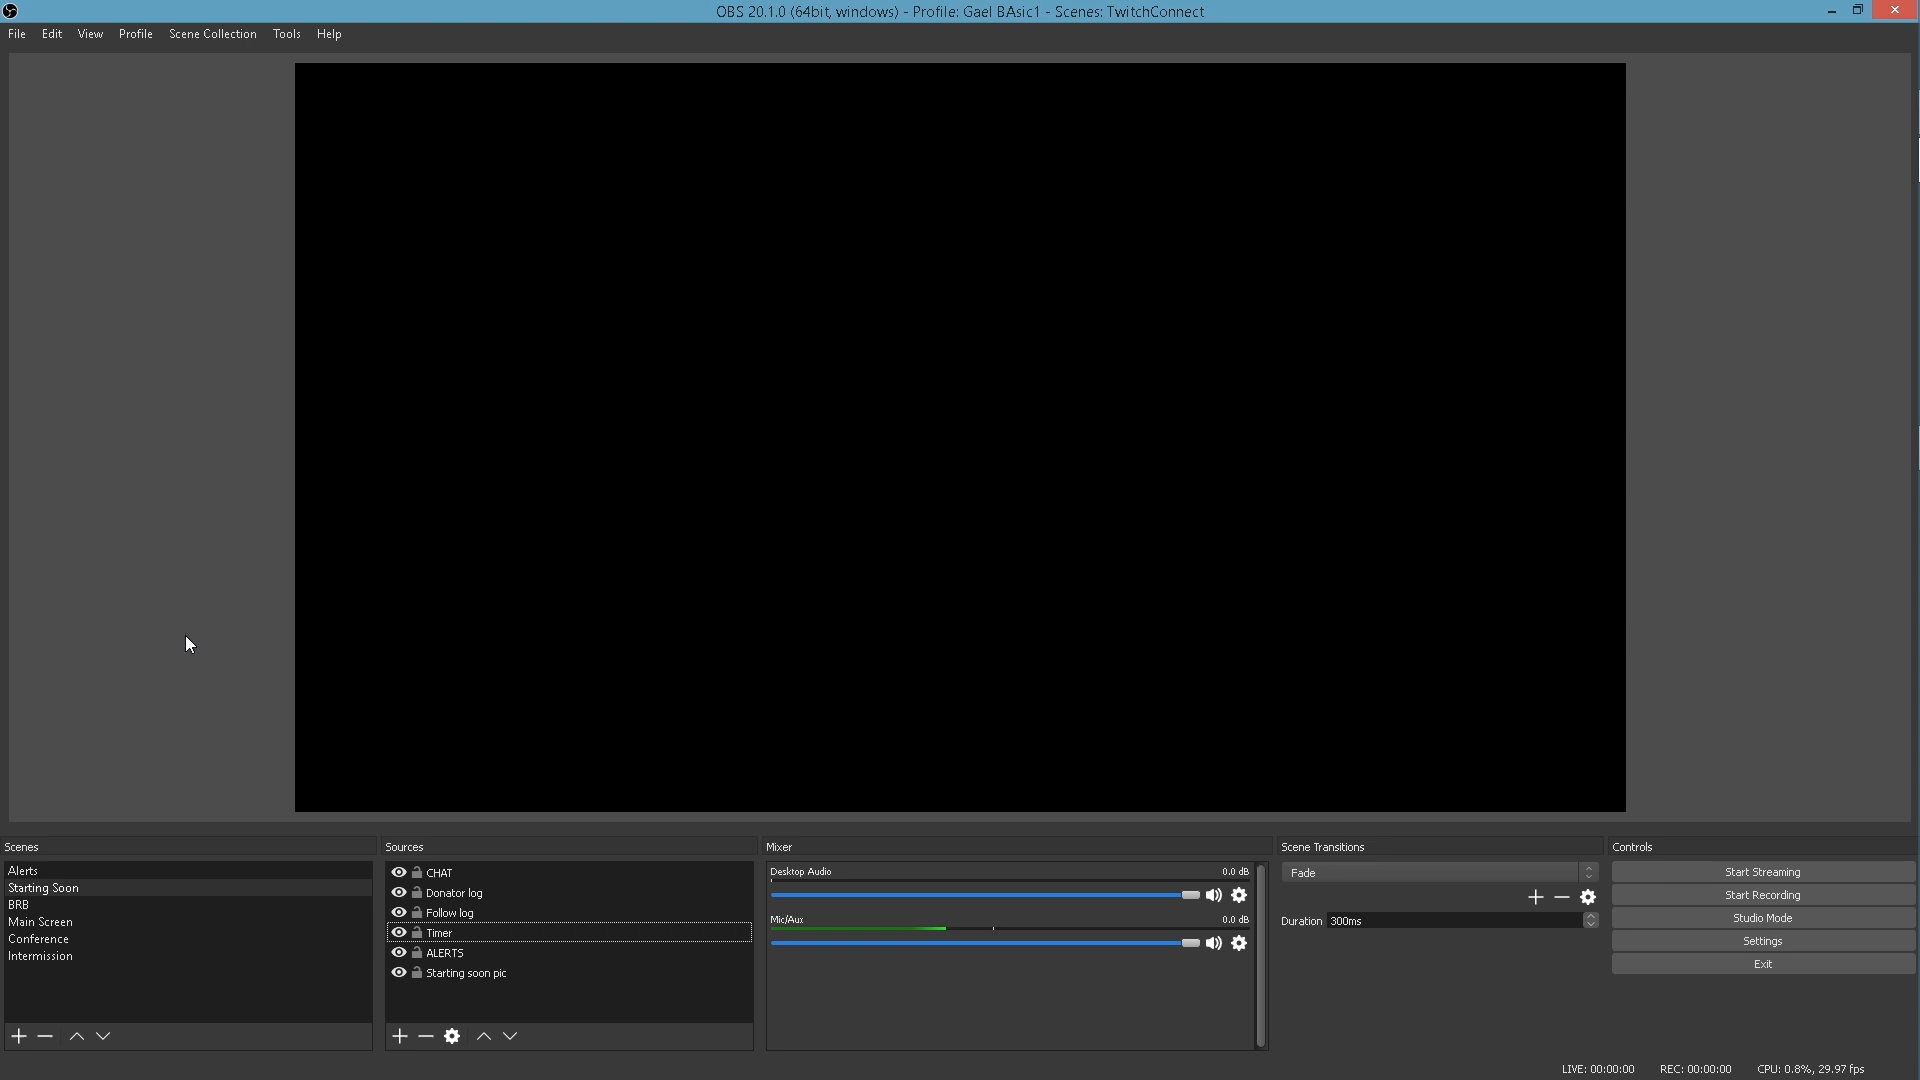 OBS 20.1.0 (64bit, windows) - Profile: Gael BAsic1 - Scenes: TwitchConnect
File Edit View Profile Scene Collection Tools Help
Scenes
Alerts
Starting Soon
BRB
Main Screen
Conference
Intermission
Sources
CHAT
Donator log
Follow log
Timer
ALERTS
Starting soon pic
Mixer
Desktop Audio 0.0 dB
Mic/Aux 0.0 dB
Scene Transitions
Fade
Duration 300ms
Controls
Start Streaming
Start Recording
Studio Mode
Settings
Exit
LIVE: 00:00:00 REC: 00:00:00 CPU: 0.8%, 29.97 fps